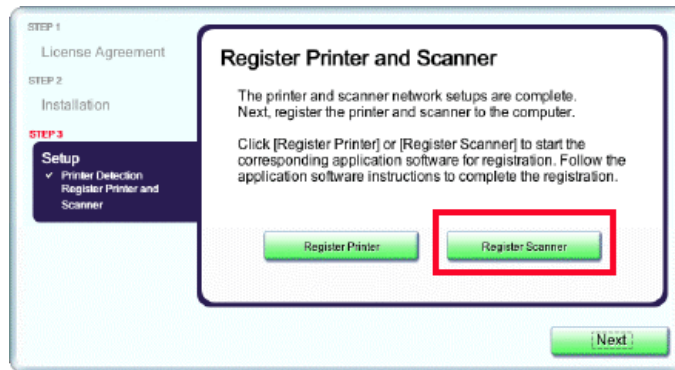 STEP 1
License Agreement
STEP 2
Installation
STEP 3
Setup
✓ Printer Detection
Register Printer and
Scanner
Register Printer and Scanner
The printer and scanner network setups are complete.
Next, register the printer and scanner to the computer.
Click [Register Printer] or [Register Scanner] to start the
corresponding application software for registration. Follow the
application software instructions to complete the registration.
Register Printer
Register Scanner
Next